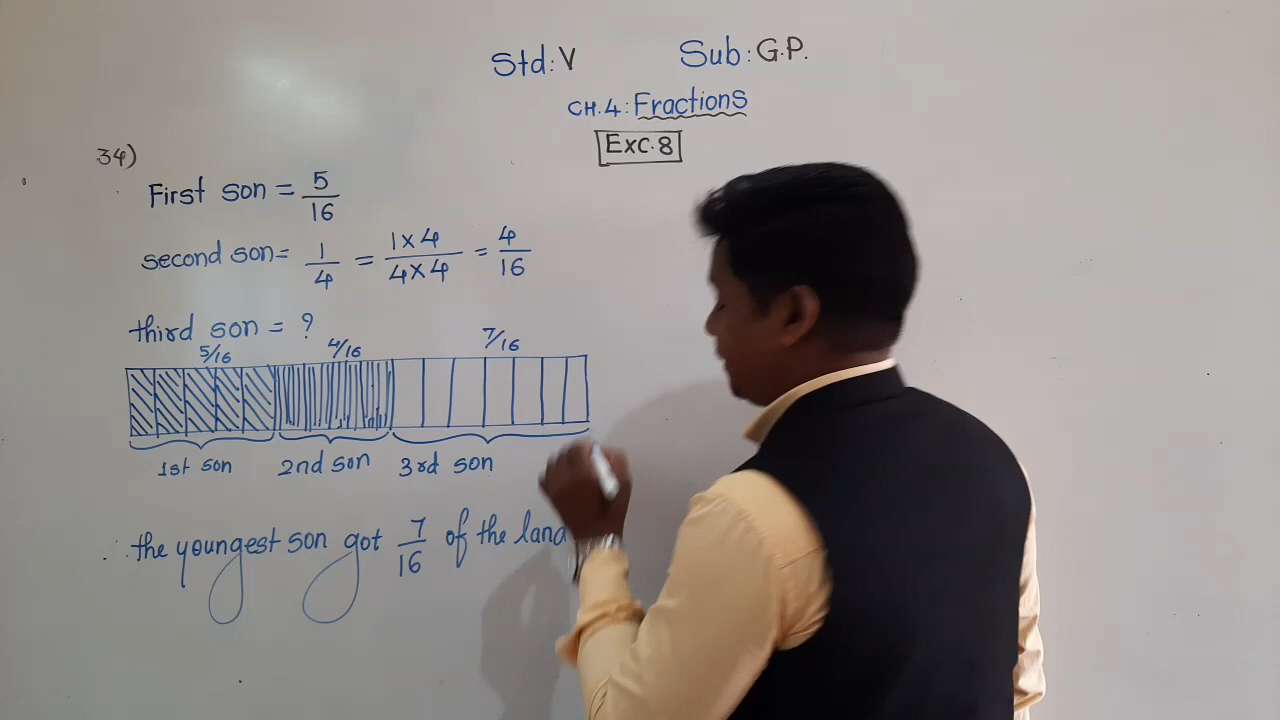 Std: V Sub: G.P.
CH.4: Fractions
Exc.8
34)
First son = 5/16
second son = 1/4 = 1×4/4×4 = 4/16
third son = ?
5/16 4/16 7/16
1st son 2nd son 3rd son
the youngest son got 7/16 of the land